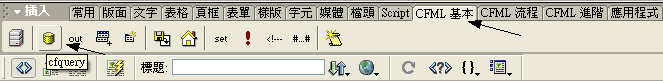 插入 常用 版面 文字 表格 頁框 表單 樣版 字元 媒體 檔頭 Script CFML 基本 CFML 流程 CFML 進階 應用程式
out set ! <!--- #...#
cfquery
<> 標題: C <?> {}